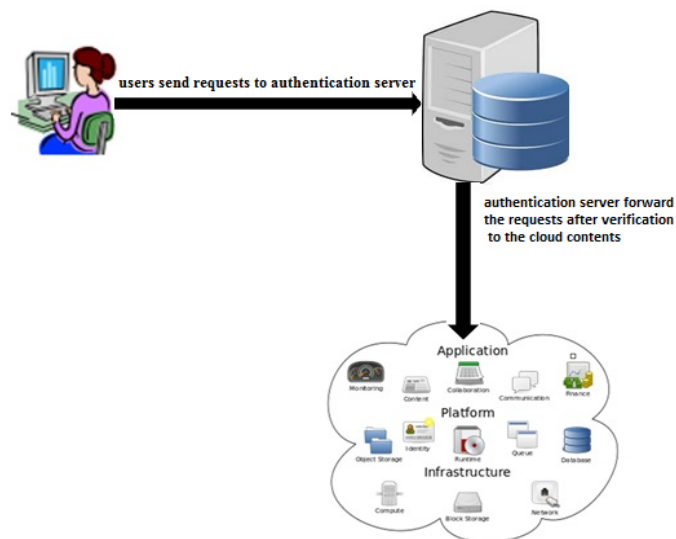 users send requests to authentication server
authentication server forward
the requests after verification
to the cloud contents
Application
Monitoring
Content
Collaboration
Communication
Finance
Platform
Object Storage
Identity
Runtime
Queue
Database
Infrastructure
Compute
Block Storage
Network